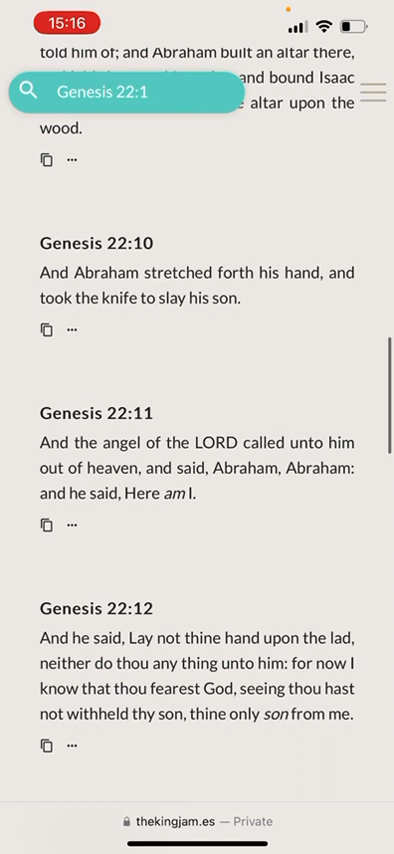 15:16
told him of; and Abraham built an altar there,
and bound Isaac
Genesis 22:1
altar upon the
wood.
Genesis 22:10
And Abraham stretched forth his hand, and
took the knife to slay his son.
Genesis 22:11
And the angel of the LORD called unto him
out of heaven, and said, Abraham, Abraham:
and he said, Here am I.
Genesis 22:12
And he said, Lay not thine hand upon the lad,
neither do thou any thing unto him: for now I
know that thou fearest God, seeing thou hast
not withheld thy son, thine only son from me.
thekingjam.es — Private